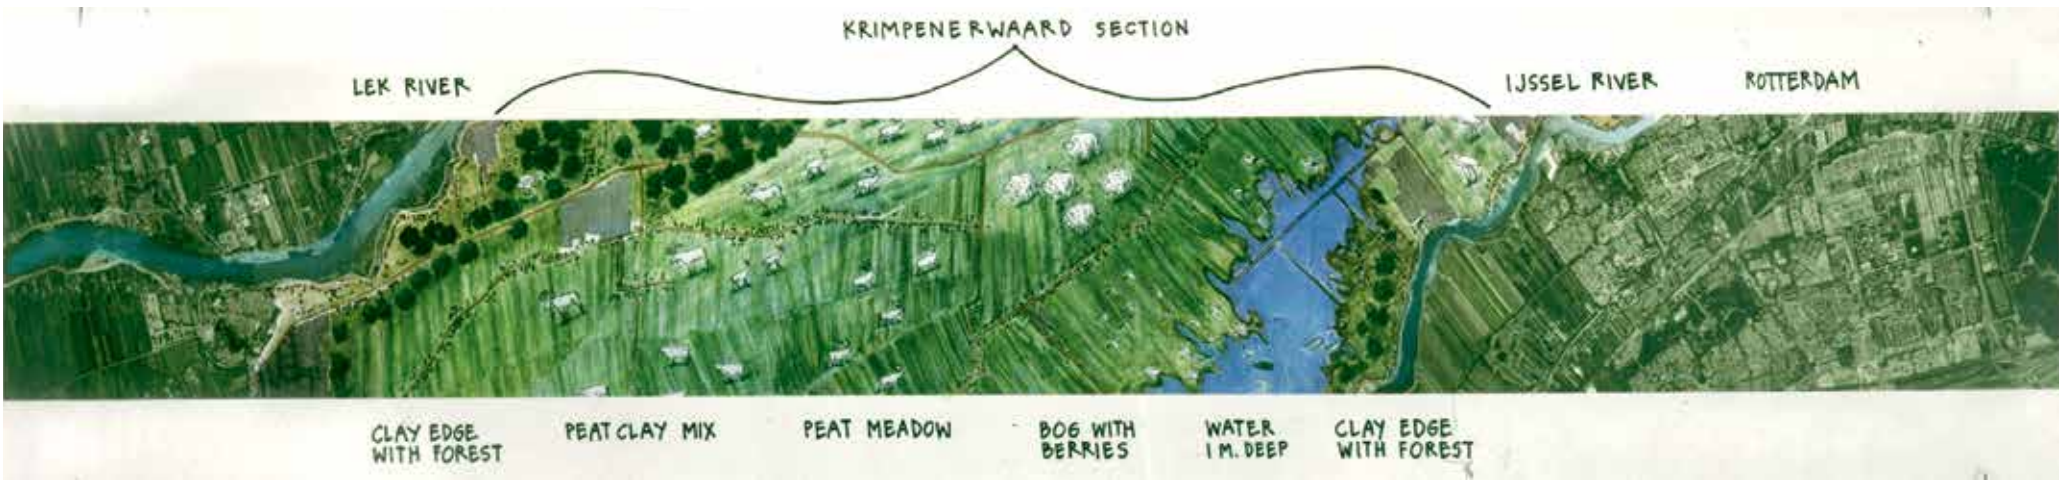 KRIMPENERWAARD SECTION
LEK RIVER
IJSSEL RIVER
ROTTERDAM
CLAY EDGE
WITH FOREST
PEAT CLAY MIX
PEAT MEADOW
BOG WITH
BERRIES
WATER
1 M. DEEP
CLAY EDGE
WITH FOREST